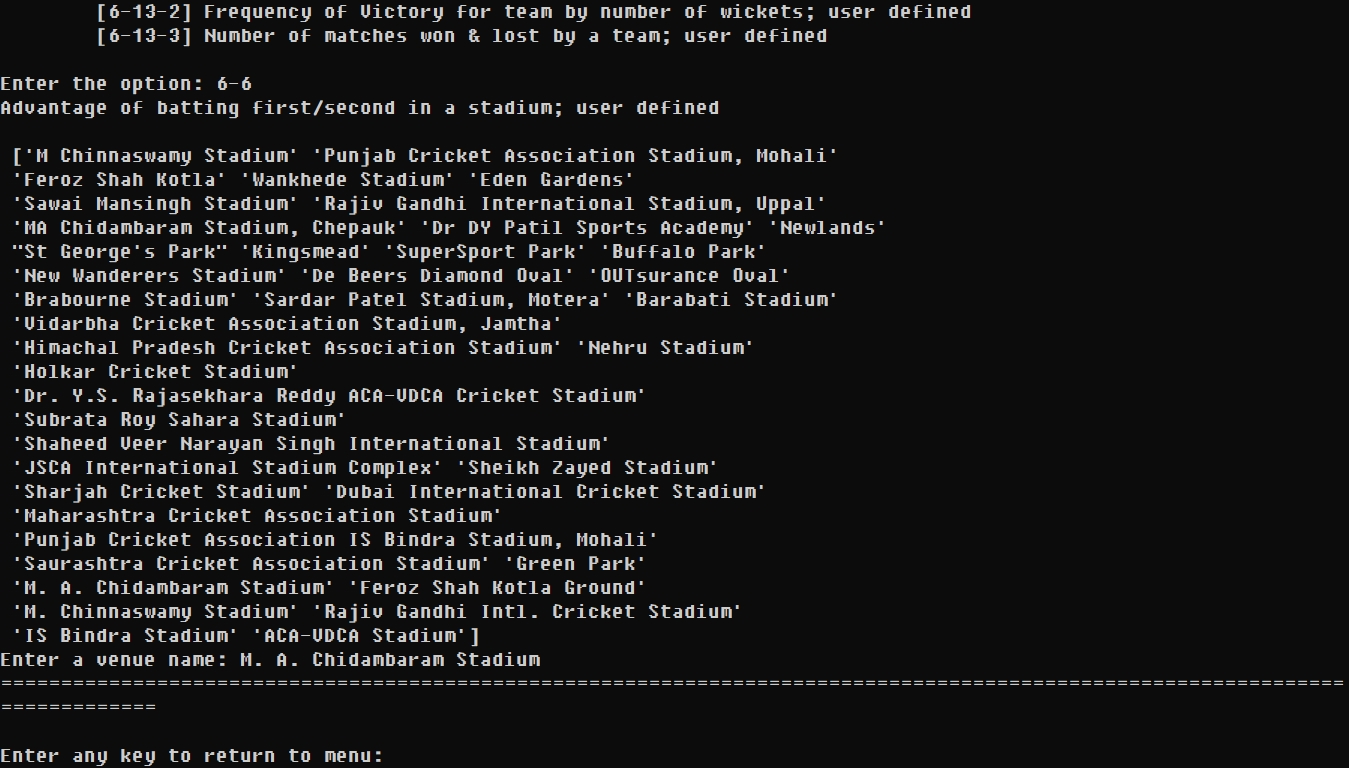 [6-13-2] Frequency of Victory for team by number of wickets; user defined
[6-13-3] Number of matches won & lost by a team; user defined
Enter the option: 6-6
Advantage of batting first/second in a stadium; user defined
['M Chinnaswamy Stadium' 'Punjab Cricket Association Stadium, Mohali'
'Feroz Shah Kotla' 'Wankhede Stadium' 'Eden Gardens'
'Sawai Mansingh Stadium' 'Rajiv Gandhi International Stadium, Uppal'
'MA Chidambaram Stadium, Chepauk' 'Dr DY Patil Sports Academy' 'Newlands'
"St George's Park" 'Kingsmead' 'SuperSport Park' 'Buffalo Park'
'New Wanderers Stadium' 'De Beers Diamond Oval' 'OUTsurance Oval'
'Brabourne Stadium' 'Sardar Patel Stadium, Motera' 'Barabati Stadium'
'Vidarbha Cricket Association Stadium, Jamtha'
'Himachal Pradesh Cricket Association Stadium' 'Nehru Stadium'
'Holkar Cricket Stadium'
'Dr. Y.S. Rajasekhara Reddy ACA-VDCA Cricket Stadium'
'Subrata Roy Sahara Stadium'
'Shaheed Veer Narayan Singh International Stadium'
'JSCA International Stadium Complex' 'Sheikh Zayed Stadium'
'Sharjah Cricket Stadium' 'Dubai International Cricket Stadium'
'Maharashtra Cricket Association Stadium'
'Punjab Cricket Association IS Bindra Stadium, Mohali'
'Saurashtra Cricket Association Stadium' 'Green Park'
'M. A. Chidambaram Stadium' 'Feroz Shah Kotla Ground'
'M. Chinnaswamy Stadium' 'Rajiv Gandhi Intl. Cricket Stadium'
'IS Bindra Stadium' 'ACA-VDCA Stadium']
Enter a venue name: M. A. Chidambaram Stadium
================================================================================================================
=============
Enter any key to return to menu: